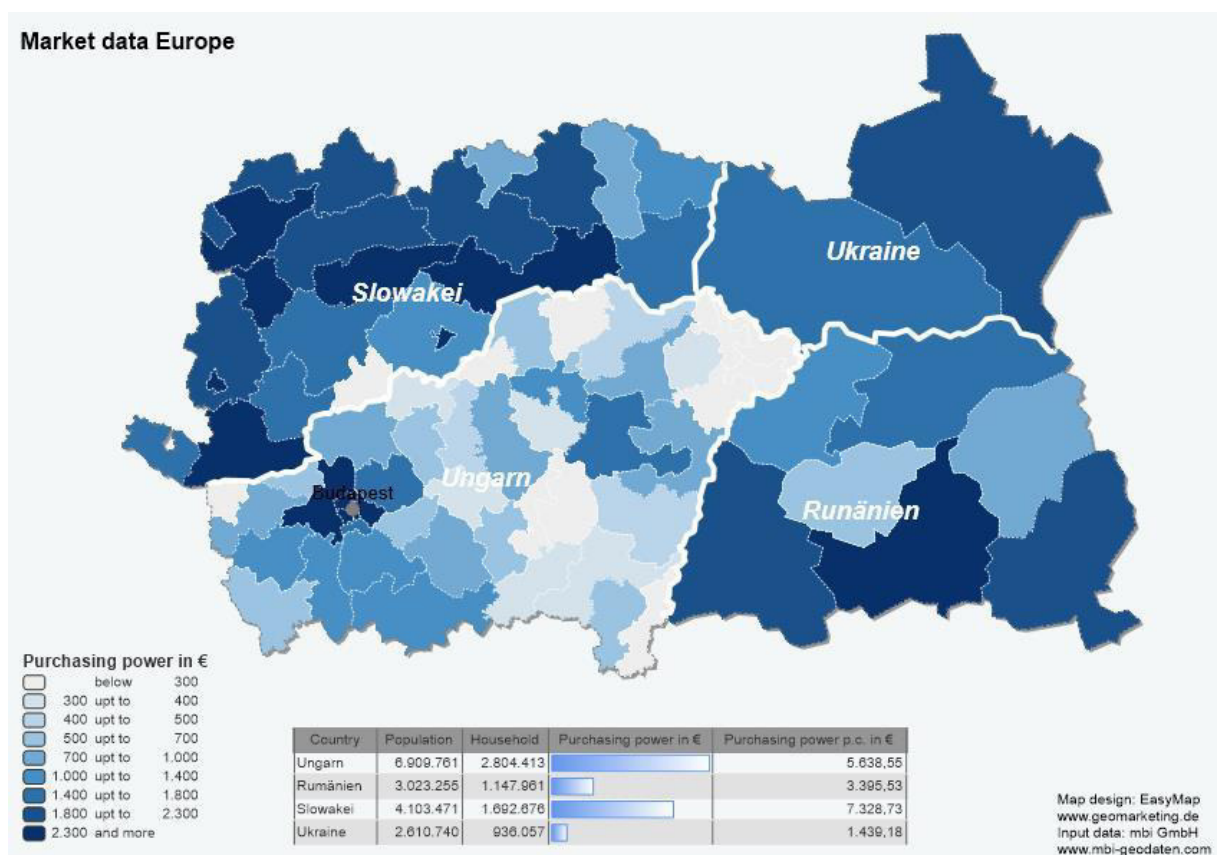 Market data Europe
Ukraine
Slowakei
Ungarn
Budapest
Runänien
Purchasing power in €
below 300
300 upt to 400
400 upt to 500
500 upt to 700
700 upt to 1.000
1.000 upt to 1.400
1.400 upt to 1.800
1.800 upt to 2.300
2.300 and more
Country Population Household Purchasing power in € Purchasing power p.c. in €
Ungarn 6.909.761 2.804.413 5.638,55
Rumänien 3.023.255 1.147.961 3.395,53
Slowakei 4.103.471 1.692.676 7.328,73
Ukraine 2.610.740 936.057 1.439,18
Map design: EasyMap
www.geomarketing.de
Input data: mbi GmbH
www.mbi-geodaten.com